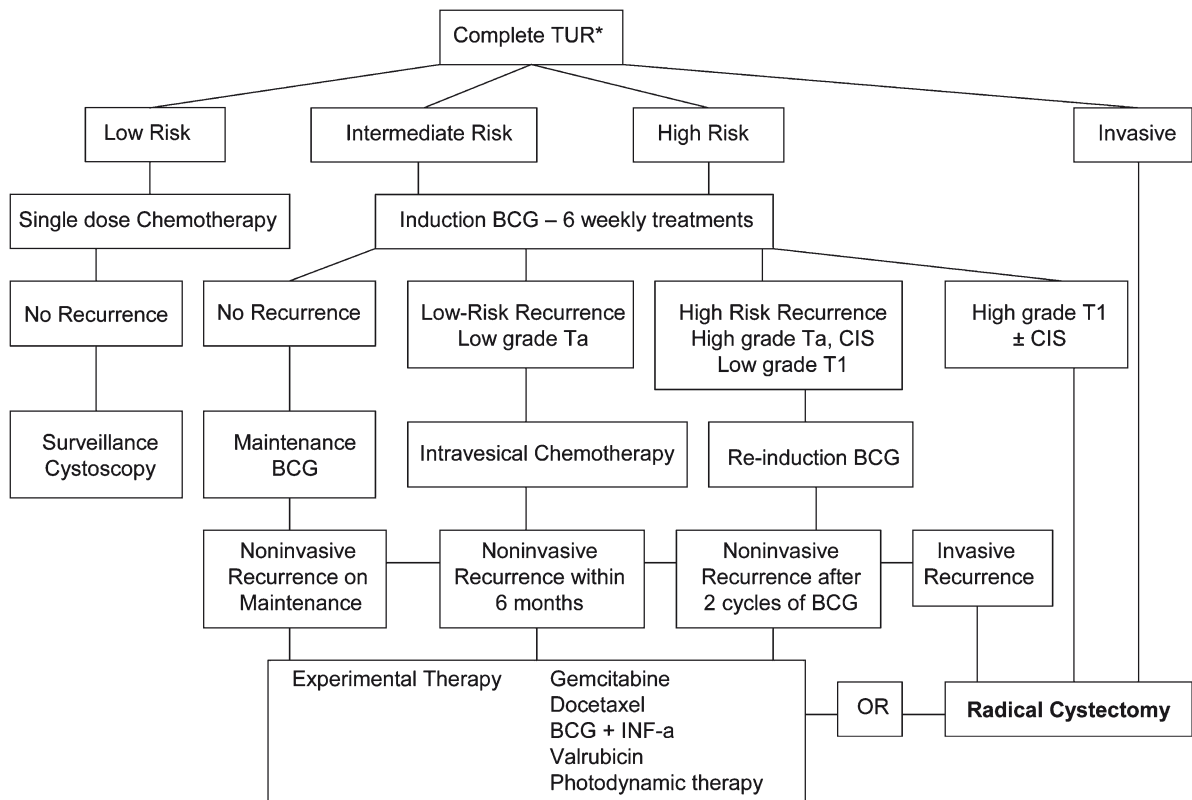 Complete TUR*
Low Risk
Intermediate Risk
High Risk
Invasive
Single dose Chemotherapy
Induction BCG – 6 weekly treatments
No Recurrence
No Recurrence
Low-Risk Recurrence
Low grade Ta
High Risk Recurrence
High grade Ta, CIS
Low grade T1
High grade T1
± CIS
Surveillance
Cystoscopy
Maintenance
BCG
Intravesical Chemotherapy
Re-induction BCG
Noninvasive
Recurrence on
Maintenance
Noninvasive
Recurrence within
6 months
Noninvasive
Recurrence after
2 cycles of BCG
Invasive
Recurrence
Experimental Therapy
Gemcitabine
Docetaxel
BCG + INF-a
Valrubicin
Photodynamic therapy
OR
Radical Cystectomy